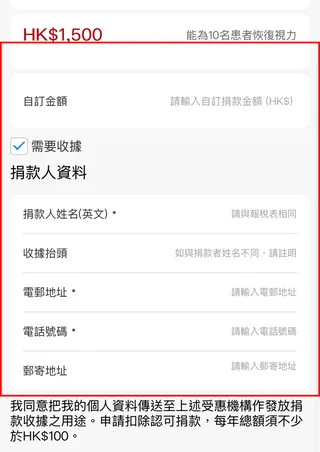 HK$1,500 能為10名患者恢復視力
自訂金額 請輸入自訂捐款金額 (HK$)
需要收據
捐款人資料
捐款人姓名(英文) * 請與報稅表相同
收據抬頭 如與捐款者姓名不同，請註明
電郵地址 * 請輸入電郵地址
電話號碼 * 請輸入電話號碼
郵寄地址 請輸入郵寄地址
我同意把我的個人資料傳送至上述受惠機構作發放捐
款收據之用途。申請扣除認可捐款，每年總額須不少
於HK$100。